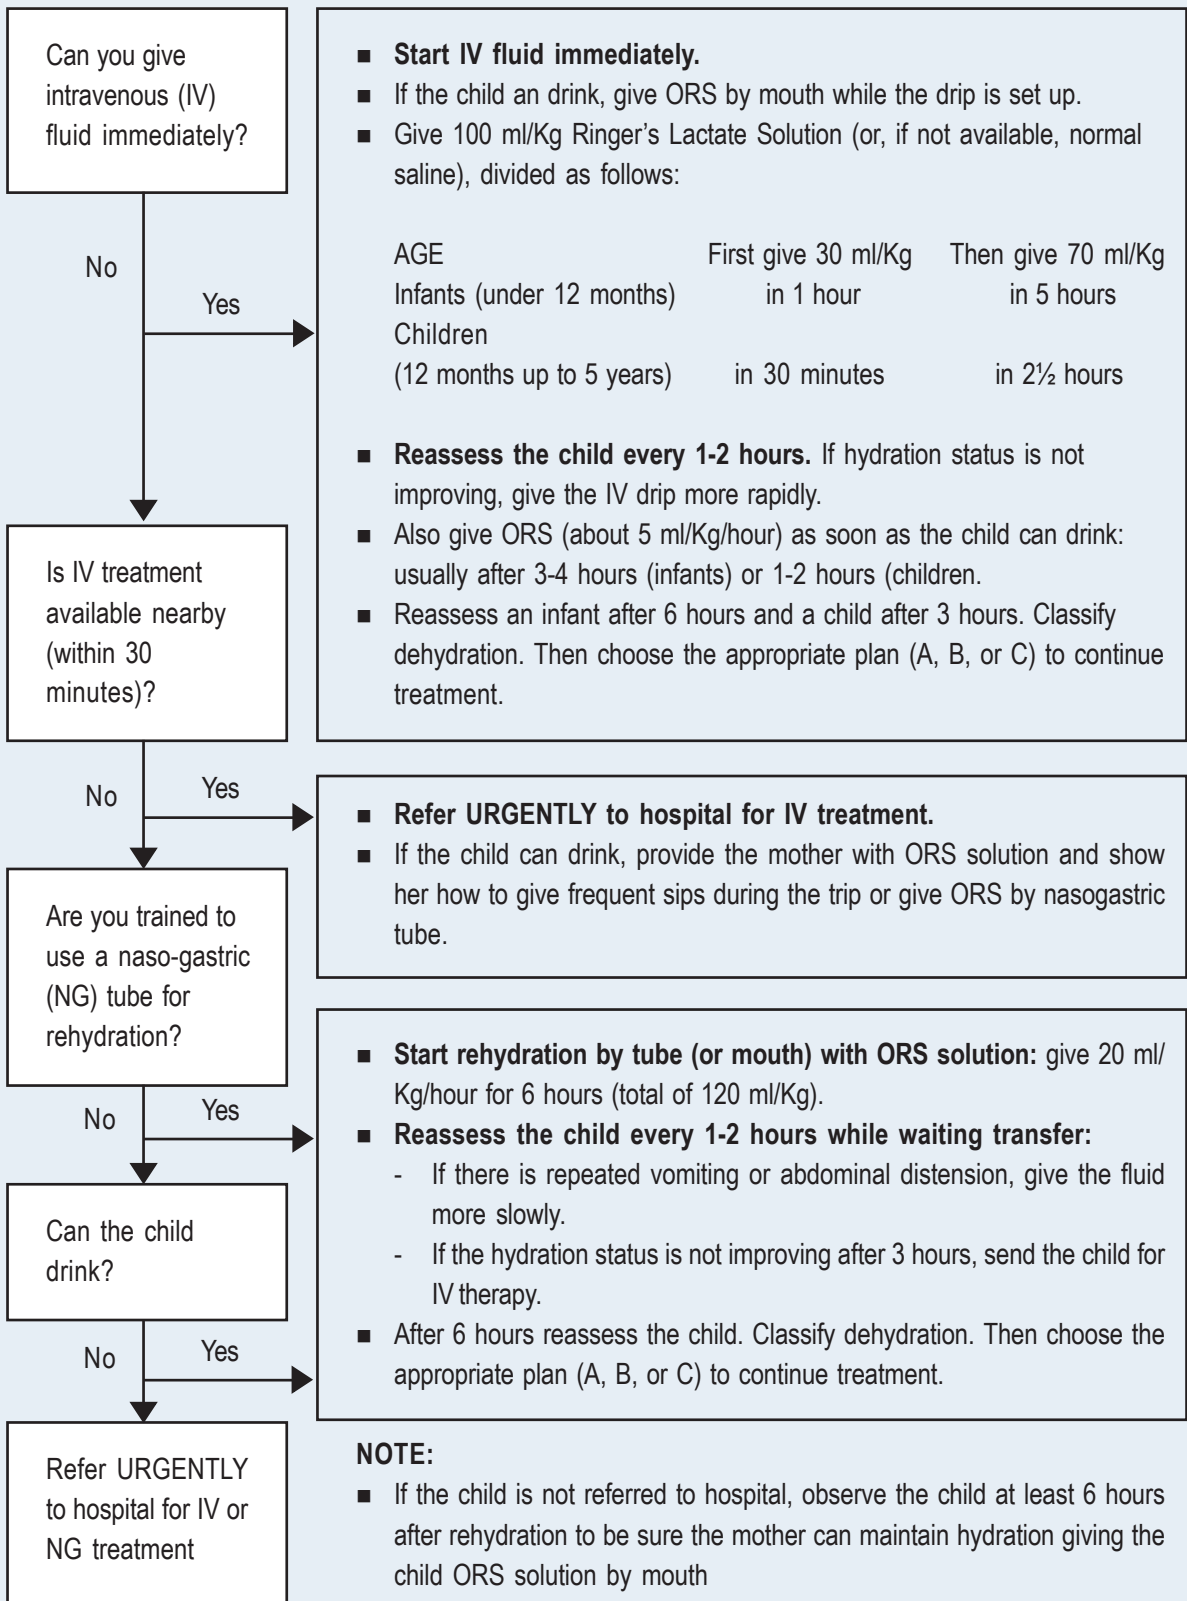 Can you give
intravenous (IV)
fluid immediately?
No
Yes
■ Start IV fluid immediately.
■ If the child an drink, give ORS by mouth while the drip is set up.
■ Give 100 ml/Kg Ringer's Lactate Solution (or, if not available, normal
saline), divided as follows:
AGE First give 30 ml/Kg Then give 70 ml/Kg
Infants (under 12 months) in 1 hour in 5 hours
Children
(12 months up to 5 years) in 30 minutes in 2½ hours
■ Reassess the child every 1-2 hours. If hydration status is not
improving, give the IV drip more rapidly.
■ Also give ORS (about 5 ml/Kg/hour) as soon as the child can drink:
usually after 3-4 hours (infants) or 1-2 hours (children.
■ Reassess an infant after 6 hours and a child after 3 hours. Classify
dehydration. Then choose the appropriate plan (A, B, or C) to continue
treatment.
Is IV treatment
available nearby
(within 30
minutes)?
No
Yes
■ Refer URGENTLY to hospital for IV treatment.
■ If the child can drink, provide the mother with ORS solution and show
her how to give frequent sips during the trip or give ORS by nasogastric
tube.
Are you trained to
use a naso-gastric
(NG) tube for
rehydration?
No
Yes
■ Start rehydration by tube (or mouth) with ORS solution: give 20 ml/
Kg/hour for 6 hours (total of 120 ml/Kg).
■ Reassess the child every 1-2 hours while waiting transfer:
- If there is repeated vomiting or abdominal distension, give the fluid
more slowly.
- If the hydration status is not improving after 3 hours, send the child for
IV therapy.
■ After 6 hours reassess the child. Classify dehydration. Then choose the
appropriate plan (A, B, or C) to continue treatment.
Can the child
drink?
No
Yes
Refer URGENTLY
to hospital for IV or
NG treatment
NOTE:
■ If the child is not referred to hospital, observe the child at least 6 hours
after rehydration to be sure the mother can maintain hydration giving the
child ORS solution by mouth